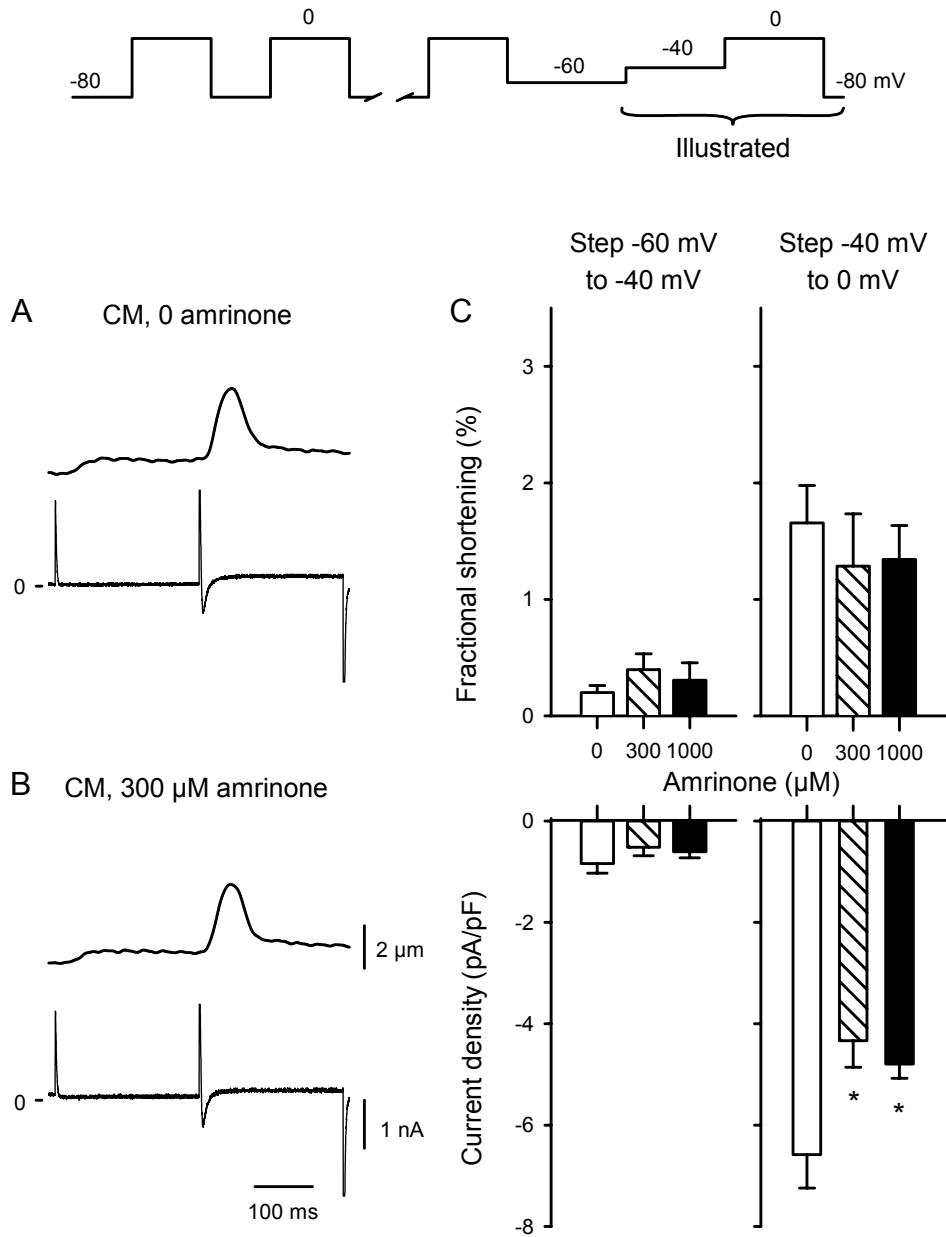 0 0 0
-80 -60 -40 -80 mV
Illustrated
Step -60 mV
to -40 mV
Step -40 mV
to 0 mV
A CM, 0 amrinone
0
B CM, 300 µM amrinone
2 µm
0
1 nA
100 ms
C
Fractional shortening (%)
3
2
1
0
0 300 1000
0 300 1000
Amrinone (µM)
Current density (pA/pF)
0
-2
-4
-6
-8
* *